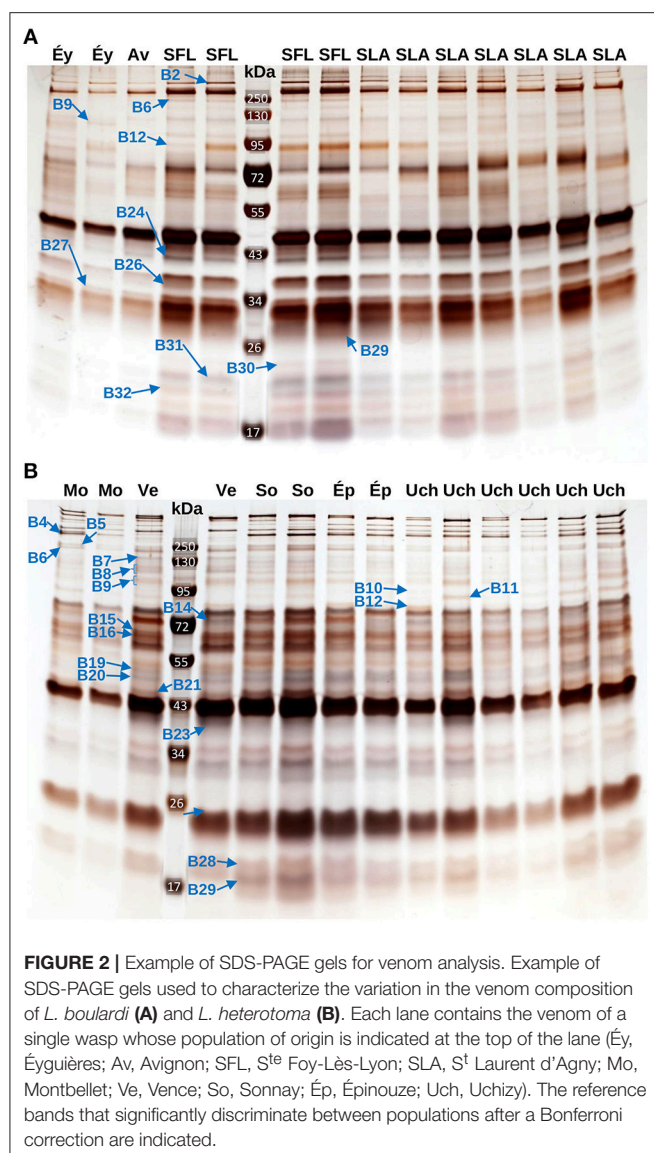 A
Éy Éy Av SFL SFL SFL SFL SLA SLA SLA SLA SLA SLA SLA
B2
kDa
B9
B6
250
130
B12
95
72
55
B24
43
B27
B26
34
B31
26
B29
B30
B32
17
B
Mo Mo Ve Ve So So Ép Ép Uch Uch Uch Uch Uch Uch
kDa
B4
B5
B6
B7
250
B8
130
B9
B10
B11
95
B12
B14
B15
72
B16
B19
55
B20
B21
43
B23
34
26
B28
B29
17
FIGURE 2 | Example of SDS-PAGE gels for venom analysis. Example of
SDS-PAGE gels used to characterize the variation in the venom composition
of L. boulardi (A) and L. heterotoma (B). Each lane contains the venom of a
single wasp whose population of origin is indicated at the top of the lane (Éy,
Éyguières; Av, Avignon; SFL, Ste Foy-Lès-Lyon; SLA, St Laurent d'Agny; Mo,
Montbellet; Ve, Vence; So, Sonnay; Ép, Épinouze; Uch, Uchizy). The reference
bands that significantly discriminate between populations after a Bonferroni
correction are indicated.